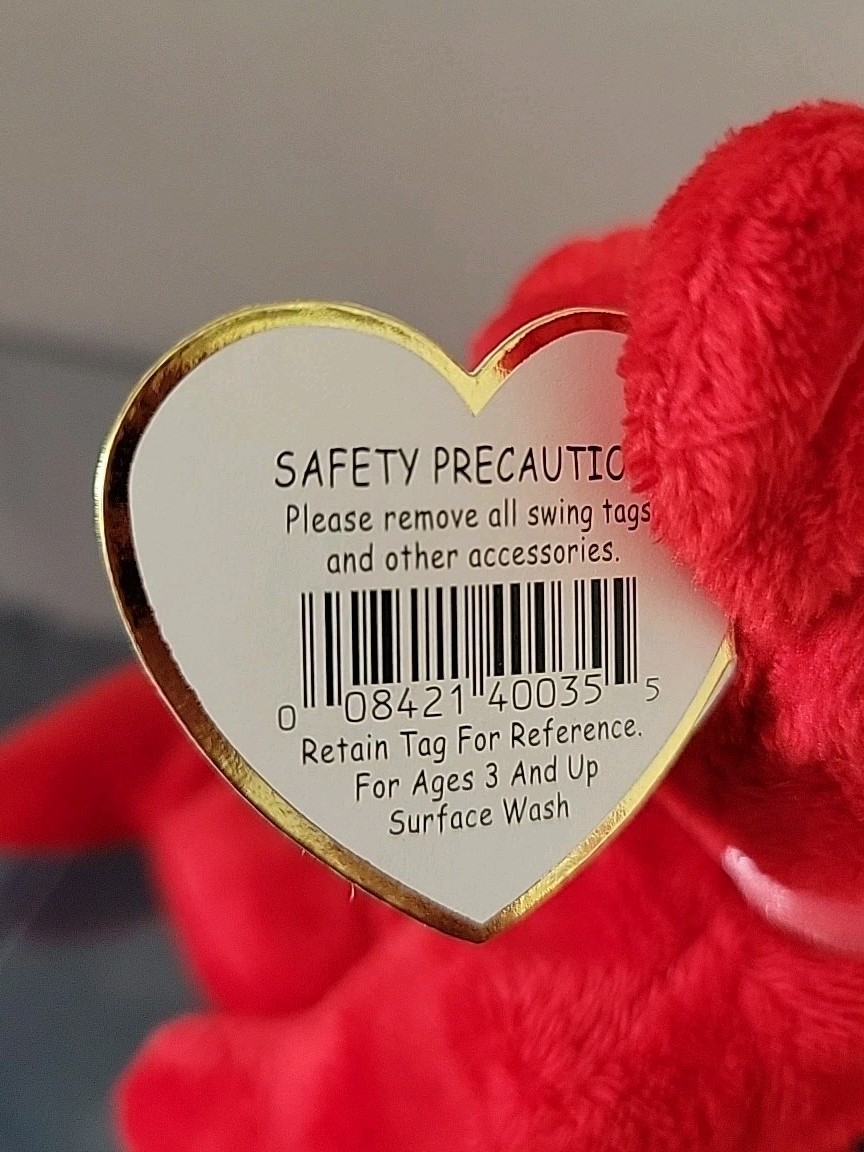 SAFETY PRECAUTIO
Please remove all swing tags
and other accessories.
0 08421 40035 5
Retain Tag For Reference.
For Ages 3 And Up
Surface Wash